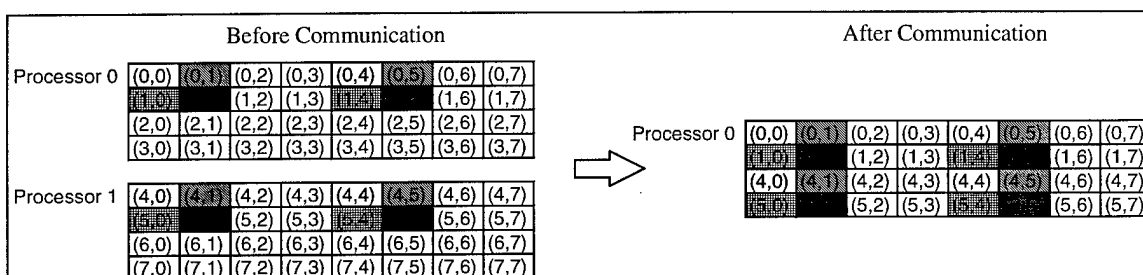 Before Communication
After Communication
Processor 0
(0,0) (0,1) (0,2) (0,3) (0,4) (0,5) (0,6) (0,7)
(1,0) (1,2) (1,3) (1,4) (1,6) (1,7)
(2,0) (2,1) (2,2) (2,3) (2,4) (2,5) (2,6) (2,7)
(3,0) (3,1) (3,2) (3,3) (3,4) (3,5) (3,6) (3,7)
Processor 1
(4,0) (4,1) (4,2) (4,3) (4,4) (4,5) (4,6) (4,7)
(5,0) (5,2) (5,3) (5,4) (5,6) (5,7)
(6,0) (6,1) (6,2) (6,3) (6,4) (6,5) (6,6) (6,7)
(7,0) (7,1) (7,2) (7,3) (7,4) (7,5) (7,6) (7,7)
Processor 0
(0,0) (0,1) (0,2) (0,3) (0,4) (0,5) (0,6) (0,7)
(1,0) (1,2) (1,3) (1,4) (1,6) (1,7)
(4,0) (4,1) (4,2) (4,3) (4,4) (4,5) (4,6) (4,7)
(5,0) (5,2) (5,3) (5,4) (5,6) (5,7)